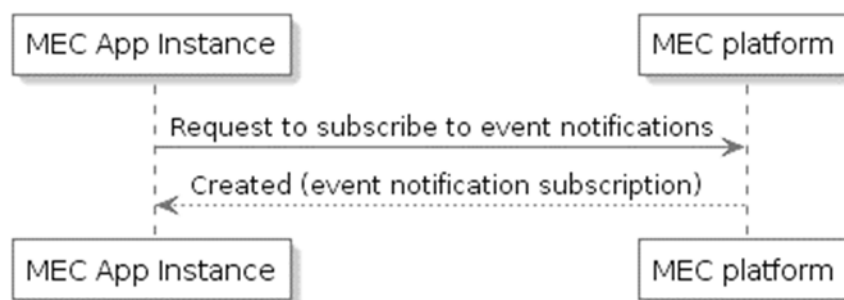 MEC App Instance
MEC platform
Request to subscribe to event notifications
Created (event notification subscription)
MEC App Instance
MEC platform